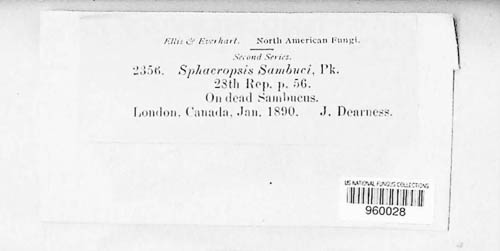 Ellis & Everhart. North American Fungi.
Second Series.
2356. Sphaeropsis Sambuci, Pk.
28th Rep. p. 56.
On dead Sambucus.
London, Canada, Jan. 1890. J. Dearness.
US NATIONAL FUNGUS COLLECTIONS
960028